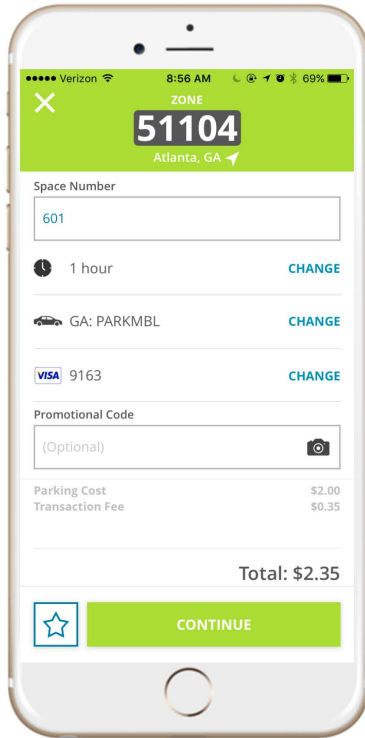 Verizon 8:56 AM 69%
ZONE
51104
Atlanta, GA
Space Number
601
1 hour CHANGE
GA: PARKMBL CHANGE
VISA 9163 CHANGE
Promotional Code
(Optional)
Parking Cost $2.00
Transaction Fee $0.35
Total: $2.35
CONTINUE